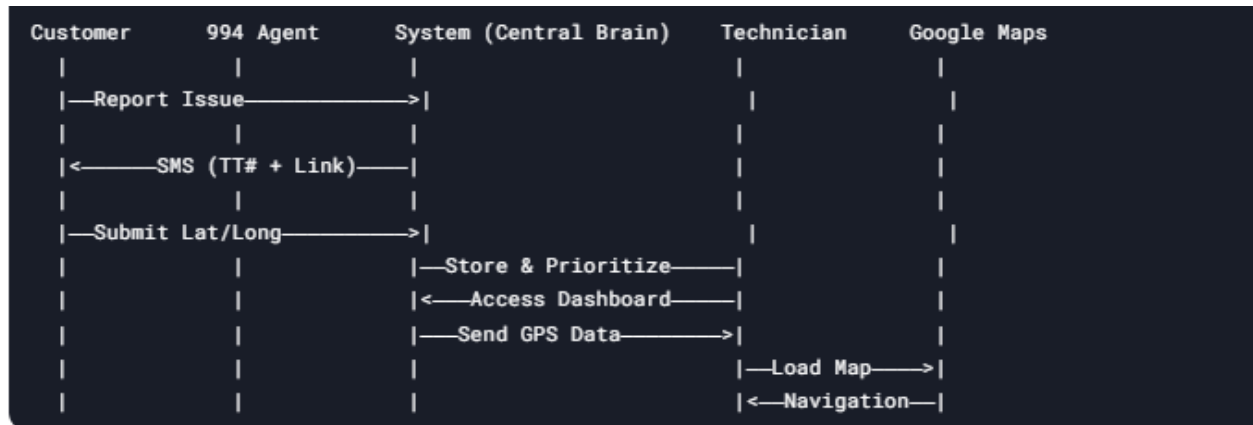 Customer 994 Agent System (Central Brain) Technician Google Maps
| | | | |
|——Report Issue—————————————>| | |
| | | | |
|<——————SMS (TT# + Link)————| | |
| | | | |
|——Submit Lat/Long——————————>| | |
| | |——Store & Prioritize—————| |
| | |<———Access Dashboard—————| |
| | |———Send GPS Data————————>| |
| | | |——Load Map————>|
| | | |<——Navigation——|